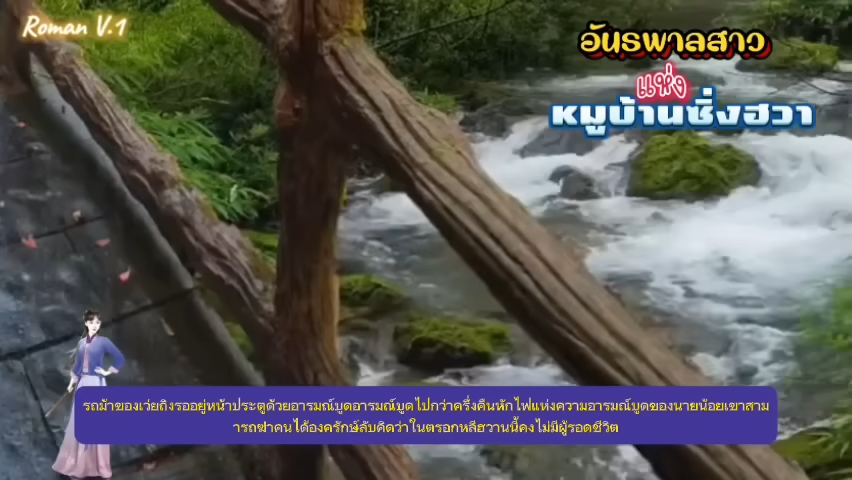 Roman V.1
อันธพาลสาว
แห่ง
หมู่บ้านซิ่งฮวา
รถม้าของเว่ยถิงรออยู่หน้าประตูด้วยอารมณ์บูดอารมณ์บูดไปกว่าครึ่งคืนหักไฟแห่งความอารมณ์บูดของนายน้อยเขาสาม
ารถฆ่าคนได้องครักษ์ลับคิดว่าในตรอกหลีฮวานนี้คงไม่มีผู้รอดชีวิต